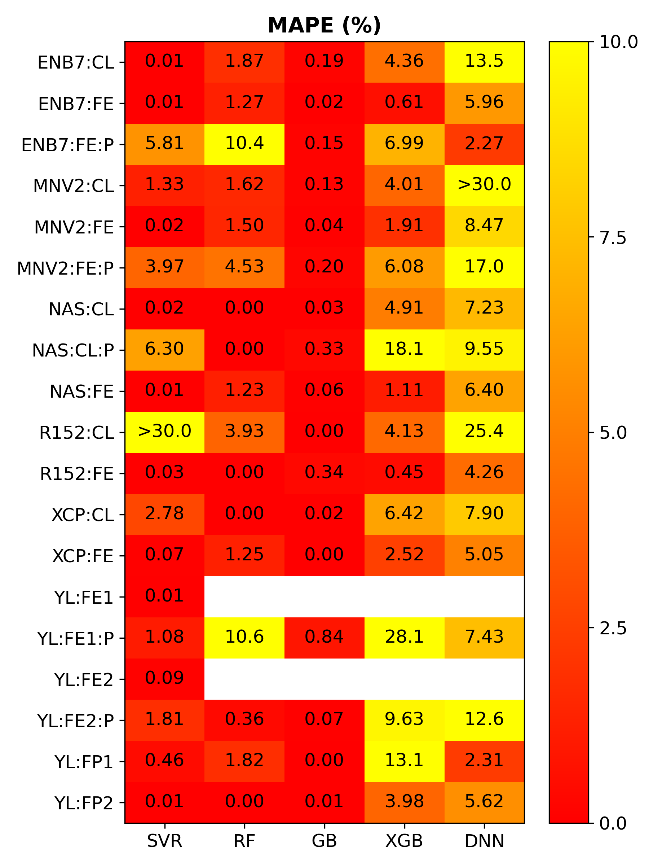 MAPE (%)
ENB7:CL 0.01 1.87 0.19 4.36 13.5
ENB7:FE 0.01 1.27 0.02 0.61 5.96
ENB7:FE:P 5.81 10.4 0.15 6.99 2.27
MNV2:CL 1.33 1.62 0.13 4.01 >30.0
MNV2:FE 0.02 1.50 0.04 1.91 8.47
MNV2:FE:P 3.97 4.53 0.20 6.08 17.0
NAS:CL 0.02 0.00 0.03 4.91 7.23
NAS:CL:P 6.30 0.00 0.33 18.1 9.55
NAS:FE 0.01 1.23 0.06 1.11 6.40
R152:CL >30.0 3.93 0.00 4.13 25.4
R152:FE 0.03 0.00 0.34 0.45 4.26
XCP:CL 2.78 0.00 0.02 6.42 7.90
XCP:FE 0.07 1.25 0.00 2.52 5.05
YL:FE1 0.01
YL:FE1:P 1.08 10.6 0.84 28.1 7.43
YL:FE2 0.09
YL:FE2:P 1.81 0.36 0.07 9.63 12.6
YL:FP1 0.46 1.82 0.00 13.1 2.31
YL:FP2 0.01 0.00 0.01 3.98 5.62
SVR RF GB XGB DNN
10.0
7.5
5.0
2.5
0.0